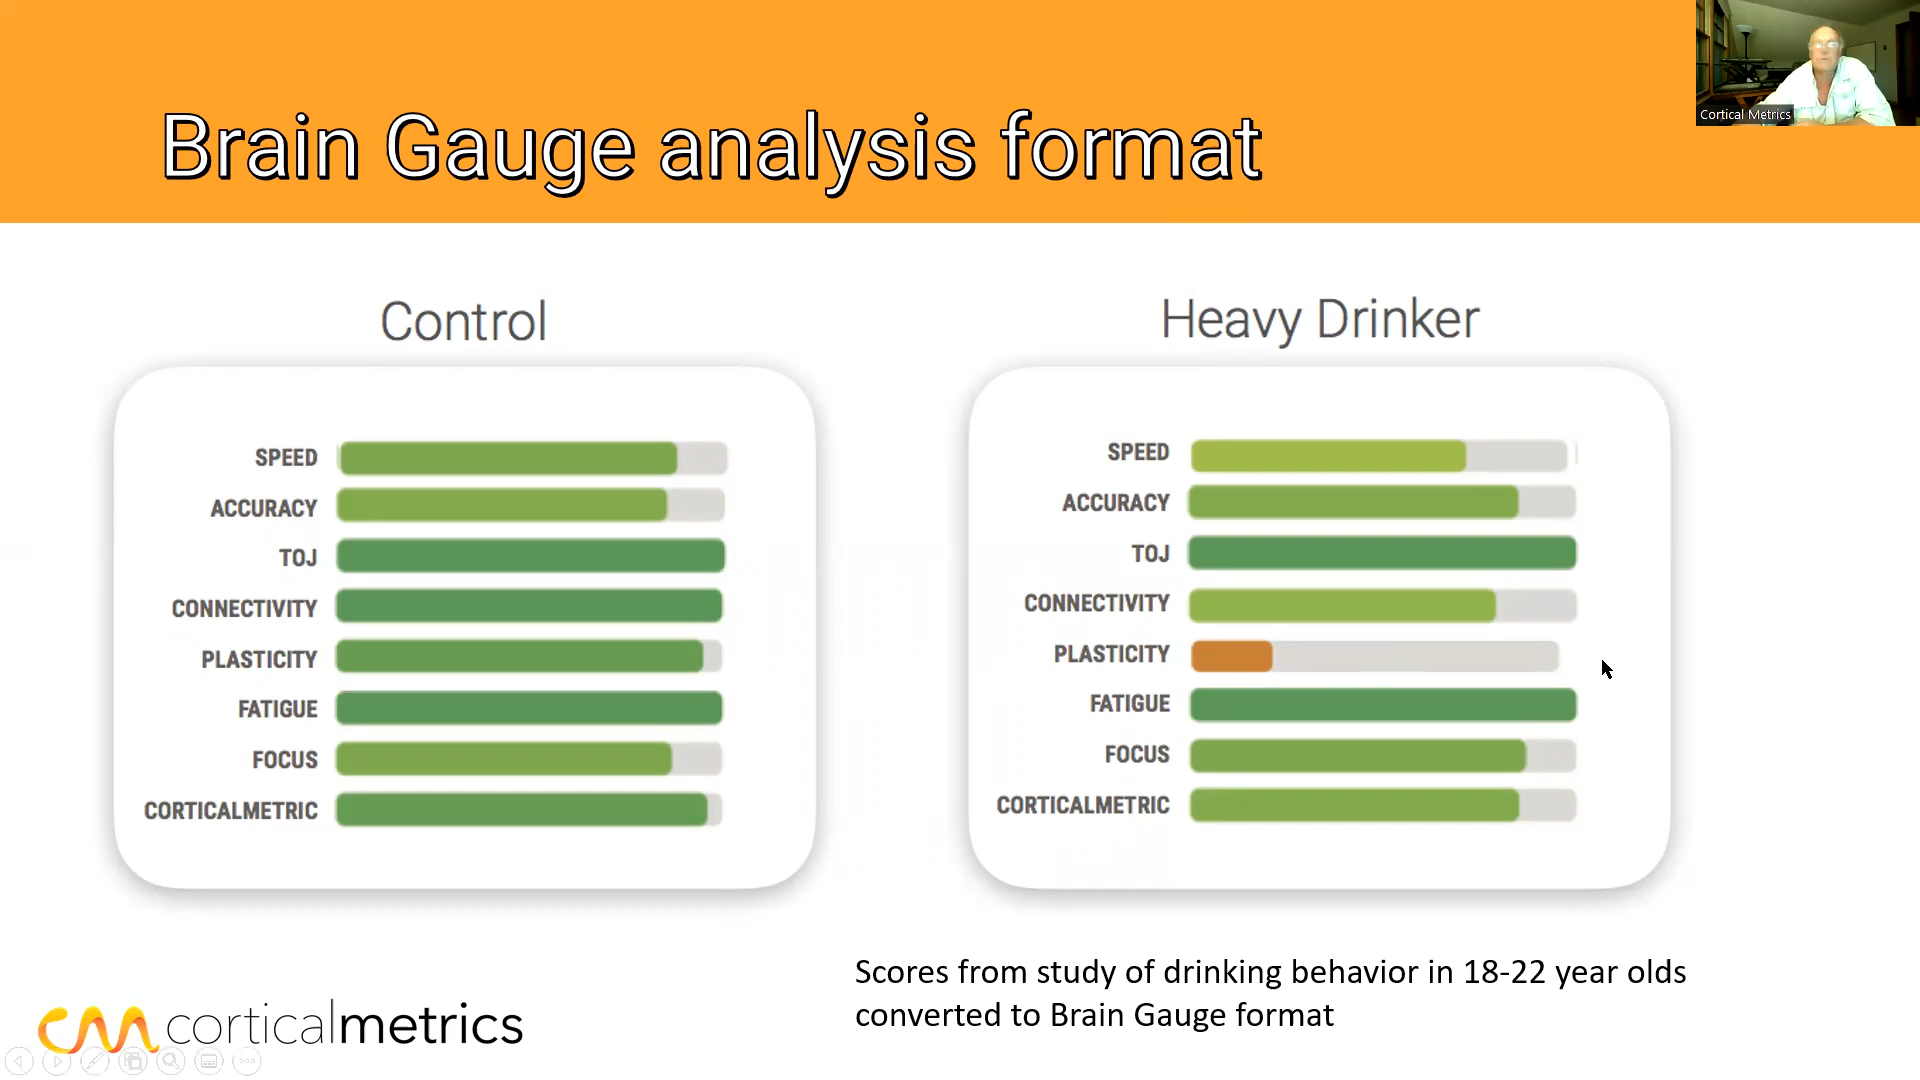 Brain Gauge analysis format
Cortical Metrics
Control
SPEED
ACCURACY
TOJ
CONNECTIVITY
PLASTICITY
FATIGUE
FOCUS
CORTICALMETRIC
Heavy Drinker
SPEED
ACCURACY
TOJ
CONNECTIVITY
PLASTICITY
FATIGUE
FOCUS
CORTICALMETRIC
Scores from study of drinking behavior in 18-22 year olds
converted to Brain Gauge format
cm corticalmetrics